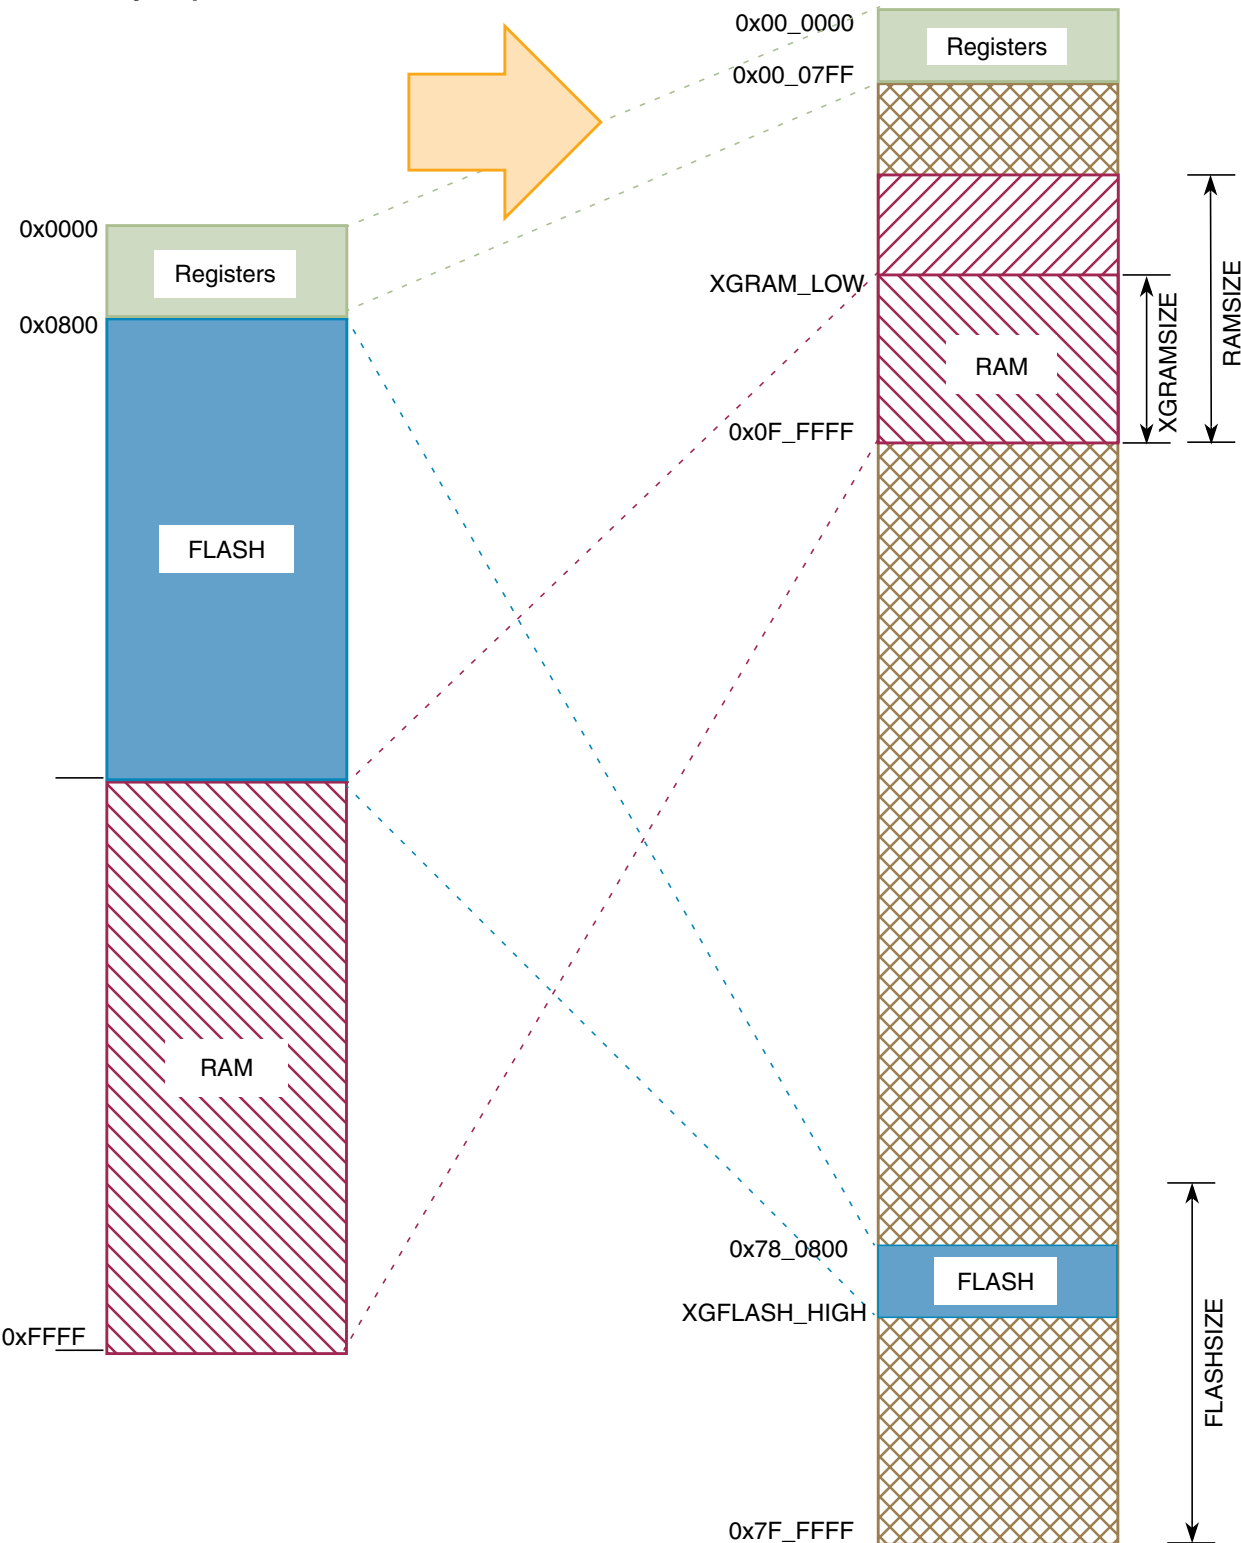 0x0000
Registers
0x0800
FLASH
RAM
0xFFFF
0x00_0000
Registers
0x00_07FF
XGRAM_LOW
RAM
0x0F_FFFF
XGRAMSIZE
RAMSIZE
0x78_0800
FLASH
XGFLASH_HIGH
FLASHSIZE
0x7F_FFFF